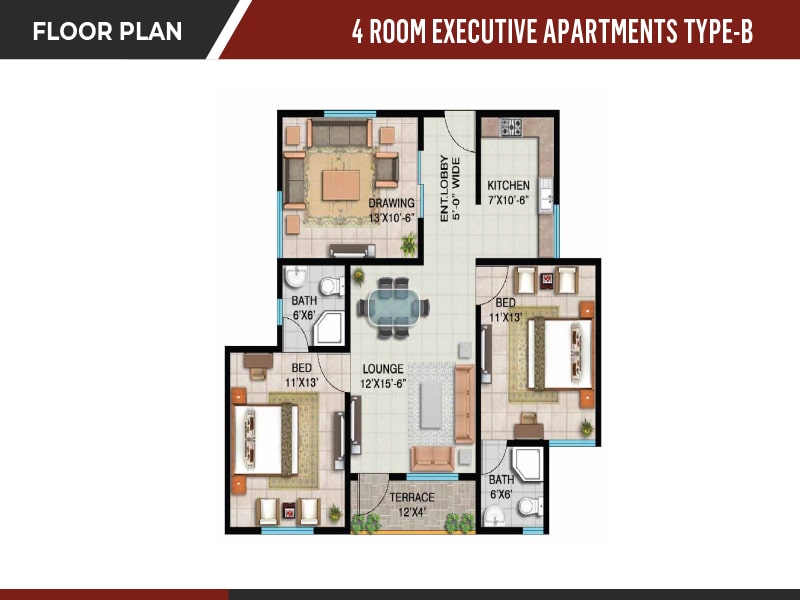 FLOOR PLAN
4 ROOM EXECUTIVE APARTMENTS TYPE-B
DRAWING
13'X10'-6"
ENT.LOBBY
5'-0" WIDE
KITCHEN
7'X10'-6"
BATH
6'X6'
BED
11'X13'
LOUNGE
12'X15'-6"
BED
11'X13'
BATH
6'X6'
TERRACE
12'X4'